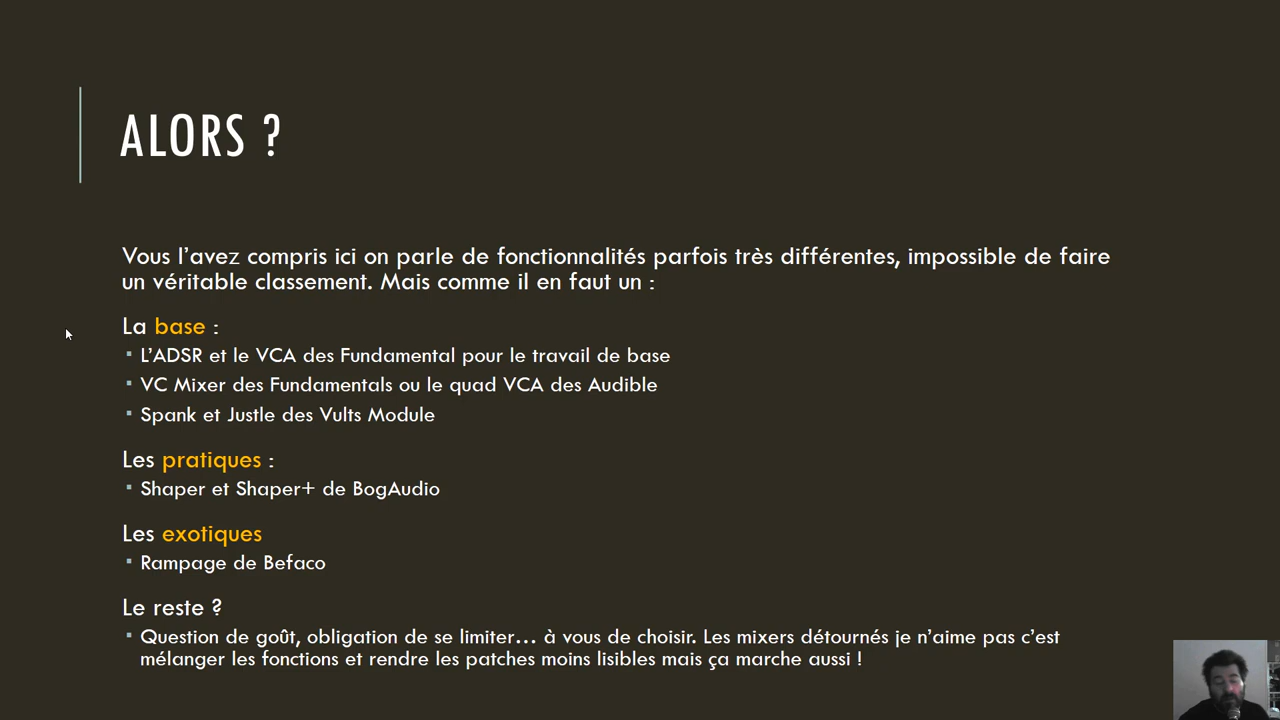 ALORS ?
Vous l’avez compris ici on parle de fonctionnalités parfois très différentes, impossible de faire
un véritable classement. Mais comme il en faut un :
La base :
▪ L’ADSR et le VCA des Fundamental pour le travail de base
▪ VC Mixer des Fundamentals ou le quad VCA des Audible
▪ Spank et Justle des Vults Module
Les pratiques :
▪ Shaper et Shaper+ de BogAudio
Les exotiques
▪ Rampage de Befaco
Le reste ?
▪ Question de goût, obligation de se limiter… à vous de choisir. Les mixers détournés je n’aime pas c’est
mélanger les fonctions et rendre les patches moins lisibles mais ça marche aussi !